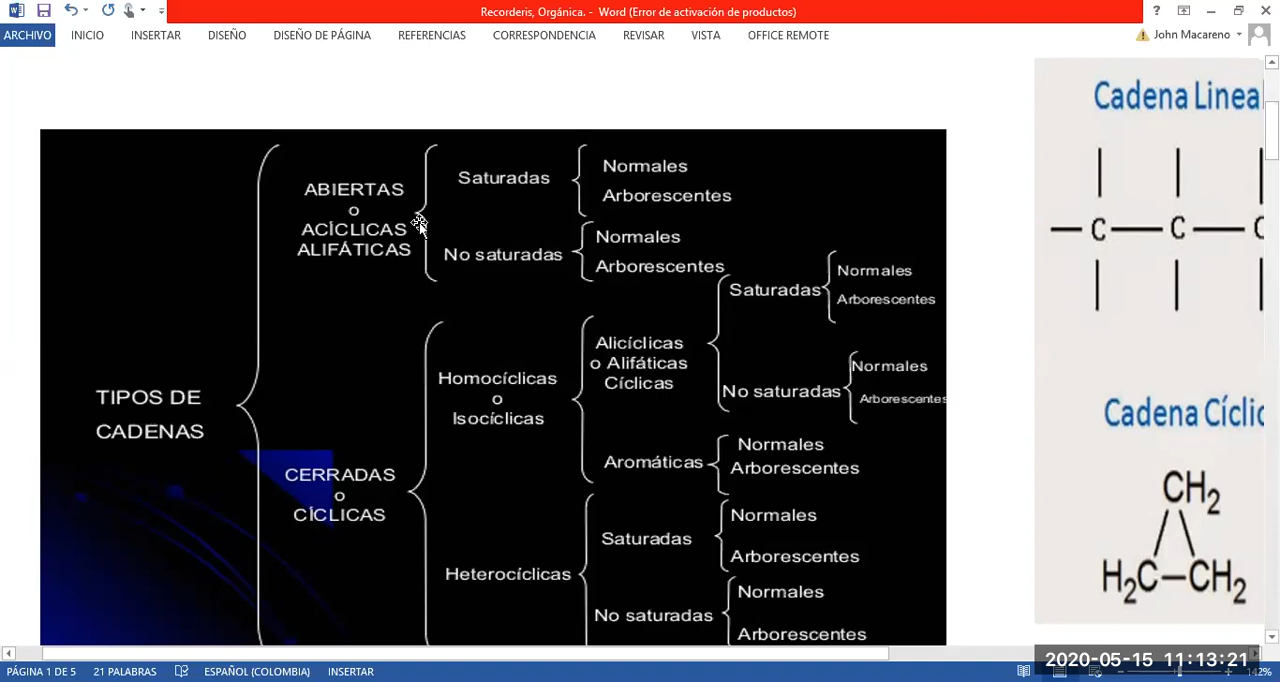 Recorderis, Orgánica. - Word (Error de activación de productos)
ARCHIVO INICIO INSERTAR DISEÑO DISEÑO DE PÁGINA REFERENCIAS CORRESPONDENCIA REVISAR VISTA OFFICE REMOTE
John Macareno
TIPOS DE
CADENAS
ABIERTAS
o
ACÍCLICAS
ALIFÁTICAS
Saturadas
Normales
Arborescentes
No saturadas
Normales
Arborescentes
CERRADAS
o
CÍCLICAS
Homocíclicas
o
Isocíclicas
Alicíclicas
o Alifáticas
Cíclicas
Saturadas
Normales
Arborescentes
No saturadas
Normales
Arborescentes
Aromáticas
Normales
Arborescentes
Heterocíclicas
Saturadas
Normales
Arborescentes
No saturadas
Normales
Arborescentes
Cadena Lineal
C C C
Cadena Cíclic
CH2
H2C CH2
PÁGINA 1 DE 5 21 PALABRAS ESPAÑOL (COLOMBIA) INSERTAR
2020-05-15 11:13:21
142%